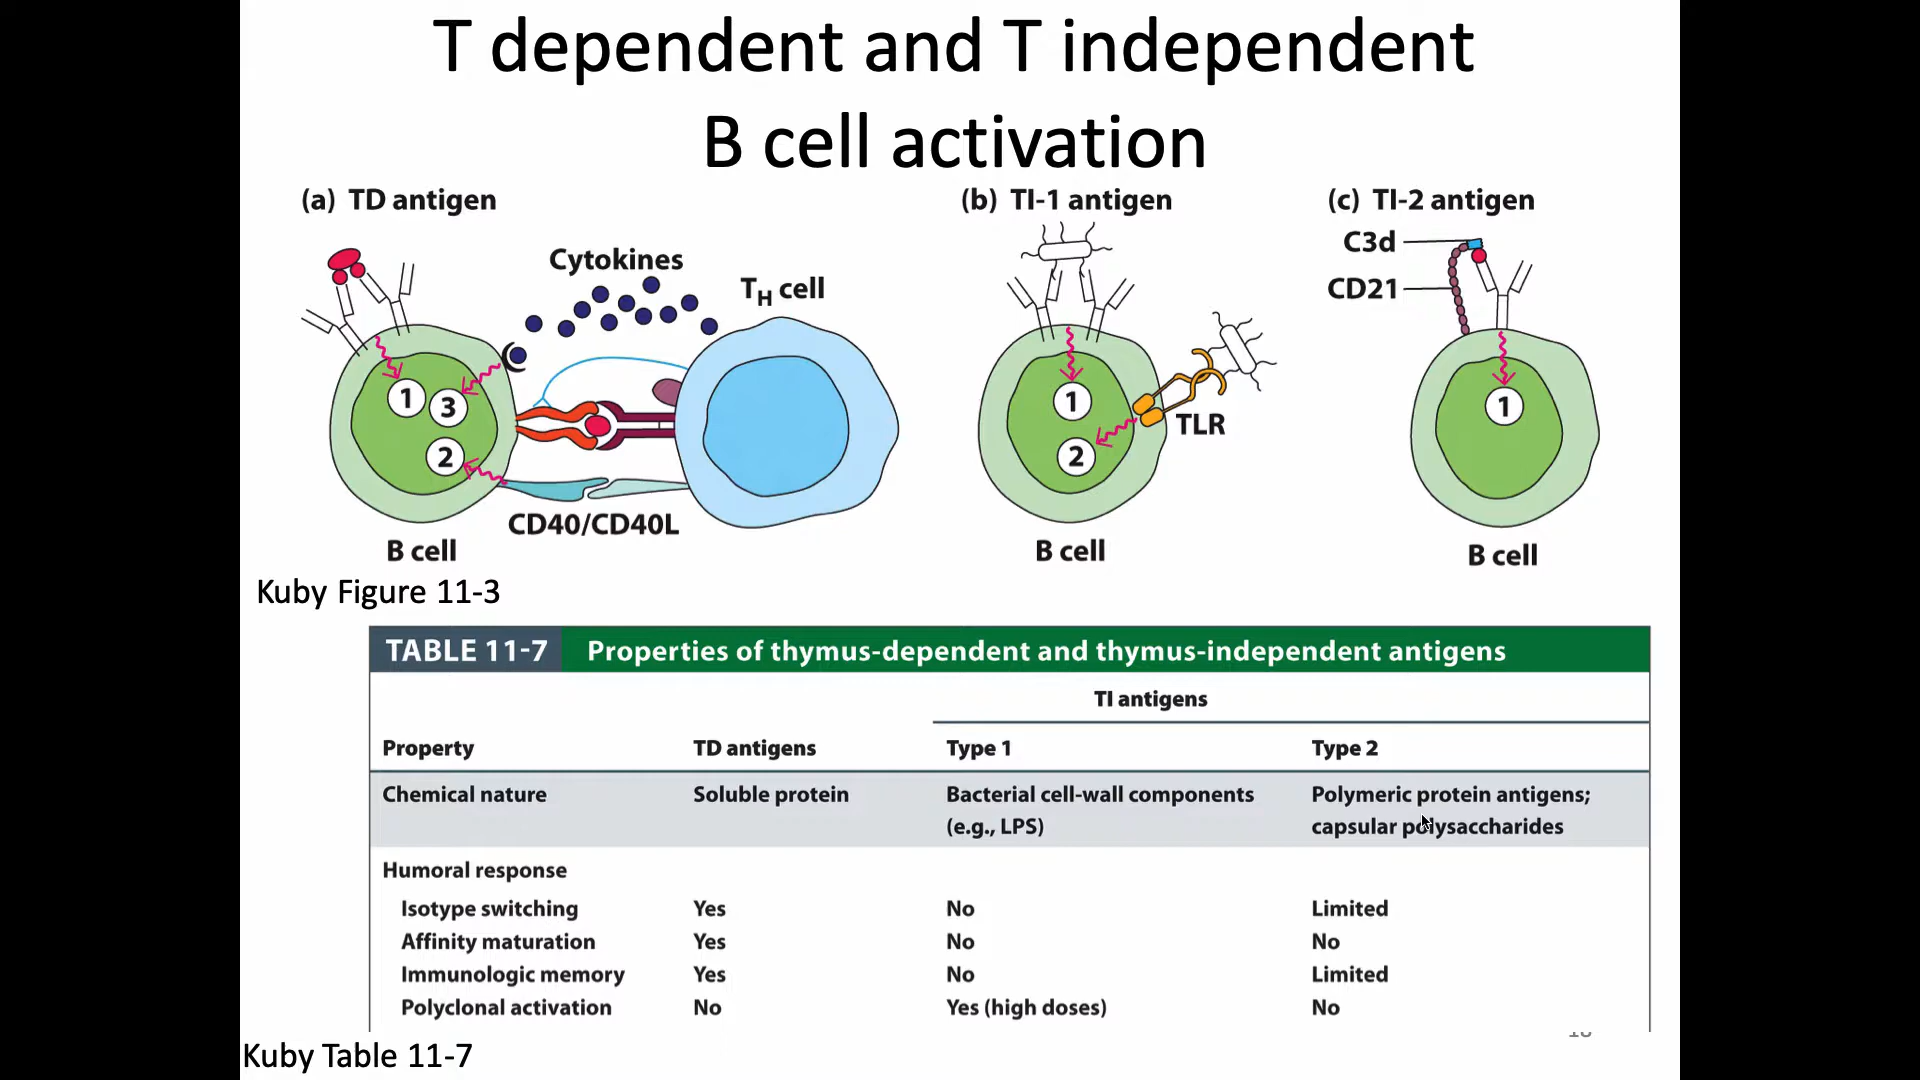 T dependent and T independent
B cell activation
(a) TD antigen
Cytokines
TH cell
1
3
2
CD40/CD40L
B cell
(b) TI-1 antigen
1
2
TLR
B cell
(c) TI-2 antigen
C3d
CD21
1
B cell
Kuby Figure 11-3
TABLE 11-7 Properties of thymus-dependent and thymus-independent antigens
TI antigens
Property TD antigens Type 1 Type 2
Chemical nature Soluble protein Bacterial cell-wall components Polymeric protein antigens;
(e.g., LPS) capsular polysaccharides
Humoral response
Isotype switching Yes No Limited
Affinity maturation Yes No No
Immunologic memory Yes No Limited
Polyclonal activation No Yes (high doses) No
Kuby Table 11-7